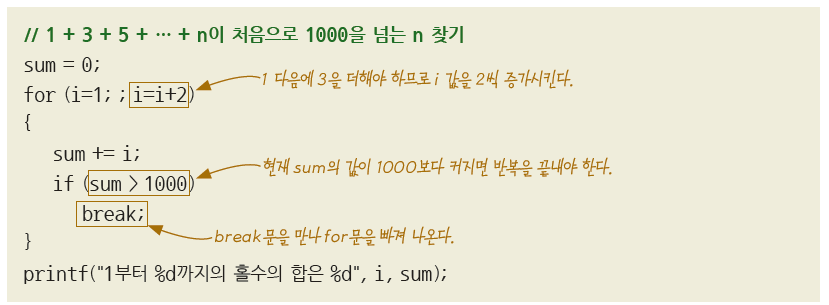 // 1 + 3 + 5 + ··· + n이 처음으로 1000을 넘는 n 찾기
sum = 0;
1 다음에 3을 더해야 하므로 i 값을 2씩 증가시킨다.
for (i=1; ; i=i+2)
{
sum += i;
현재 sum의 값이 1000보다 커지면 반복을 끝내야 한다.
if (sum > 1000)
break;
break문을 만나 for문을 빠져 나온다.
}
printf("1부터 %d까지의 홀수의 합은 %d", i, sum);